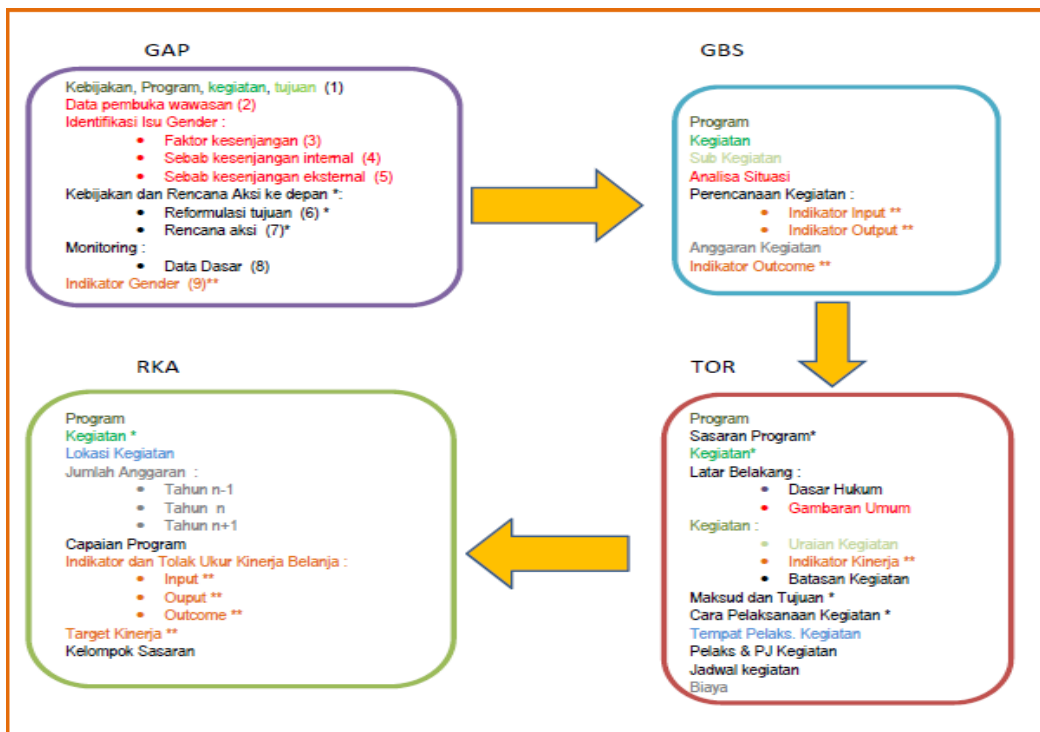 GAP
Kebijakan, Program, kegiatan, tujuan (1)
Data pembuka wawasan (2)
Identifikasi Isu Gender :
• Faktor kesenjangan (3)
• Sebab kesenjangan internal (4)
• Sebab kesenjangan eksternal (5)
Kebijakan dan Rencana Aksi ke depan *:
• Reformulasi tujuan (6) *
• Rencana aksi (7)*
Monitoring :
• Data Dasar (8)
Indikator Gender (9)**
GBS
Program
Kegiatan
Sub Kegiatan
Analisa Situasi
Perencanaan Kegiatan :
• Indikator Input **
• Indikator Output **
Anggaran Kegiatan
Indikator Outcome **
TOR
Program
Sasaran Program*
Kegiatan*
Latar Belakang :
• Dasar Hukum
• Gambaran Umum
Kegiatan :
• Uraian Kegiatan
• Indikator Kinerja **
• Batasan Kegiatan
Maksud dan Tujuan *
Cara Pelaksanaan Kegiatan *
Tempat Pelaks. Kegiatan
Pelaks & PJ Kegiatan
Jadwal kegiatan
Biaya
RKA
Program
Kegiatan *
Lokasi Kegiatan
Jumlah Anggaran :
• Tahun n-1
• Tahun n
• Tahun n+1
Capaian Program
Indikator dan Tolak Ukur Kinerja Belanja :
• Input **
• Ouput **
• Outcome **
Target Kinerja **
Kelompok Sasaran